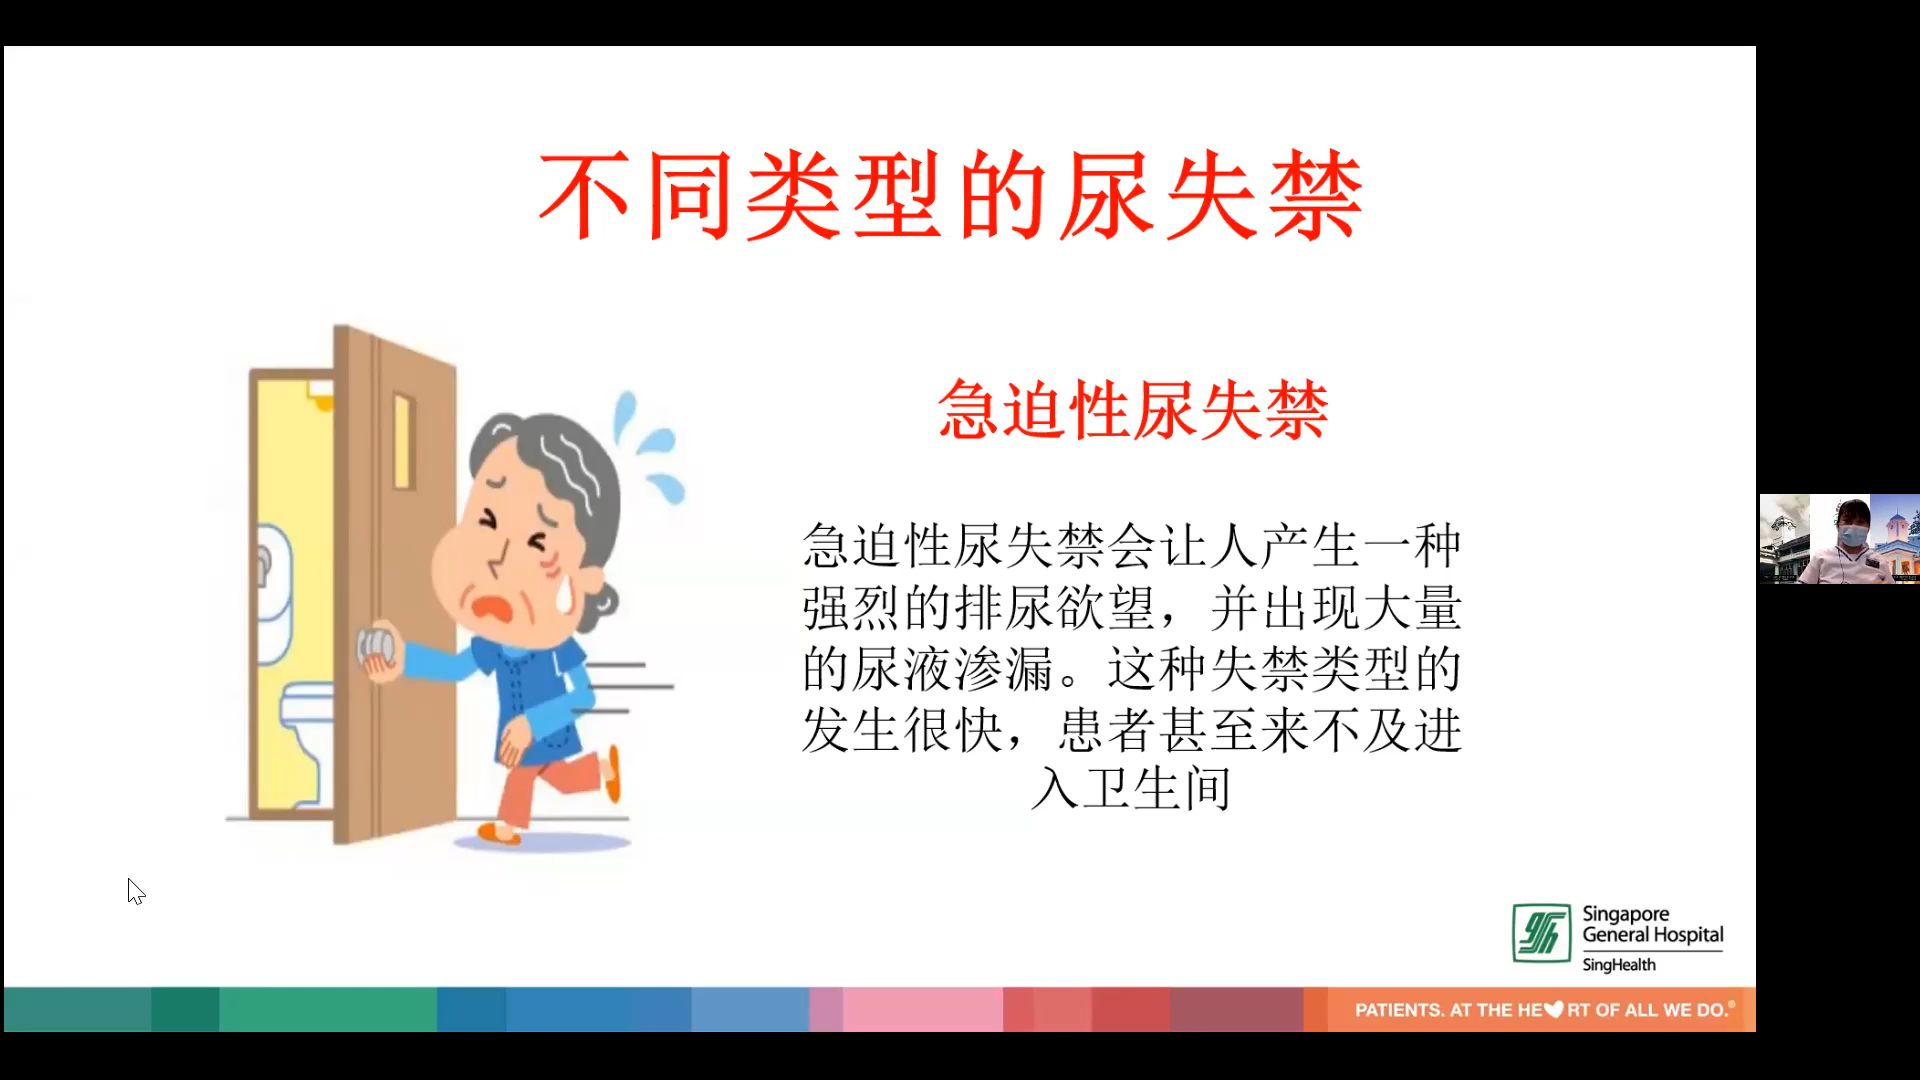 不同类型的尿失禁
急迫性尿失禁
急迫性尿失禁会让人产生一种
强烈的排尿欲望，并出现大量
的尿液渗漏。这种失禁类型的
发生很快，患者甚至来不及进
入卫生间
Singapore
General Hospital
SingHealth
PATIENTS. AT THE HE❤RT OF ALL WE DO.®